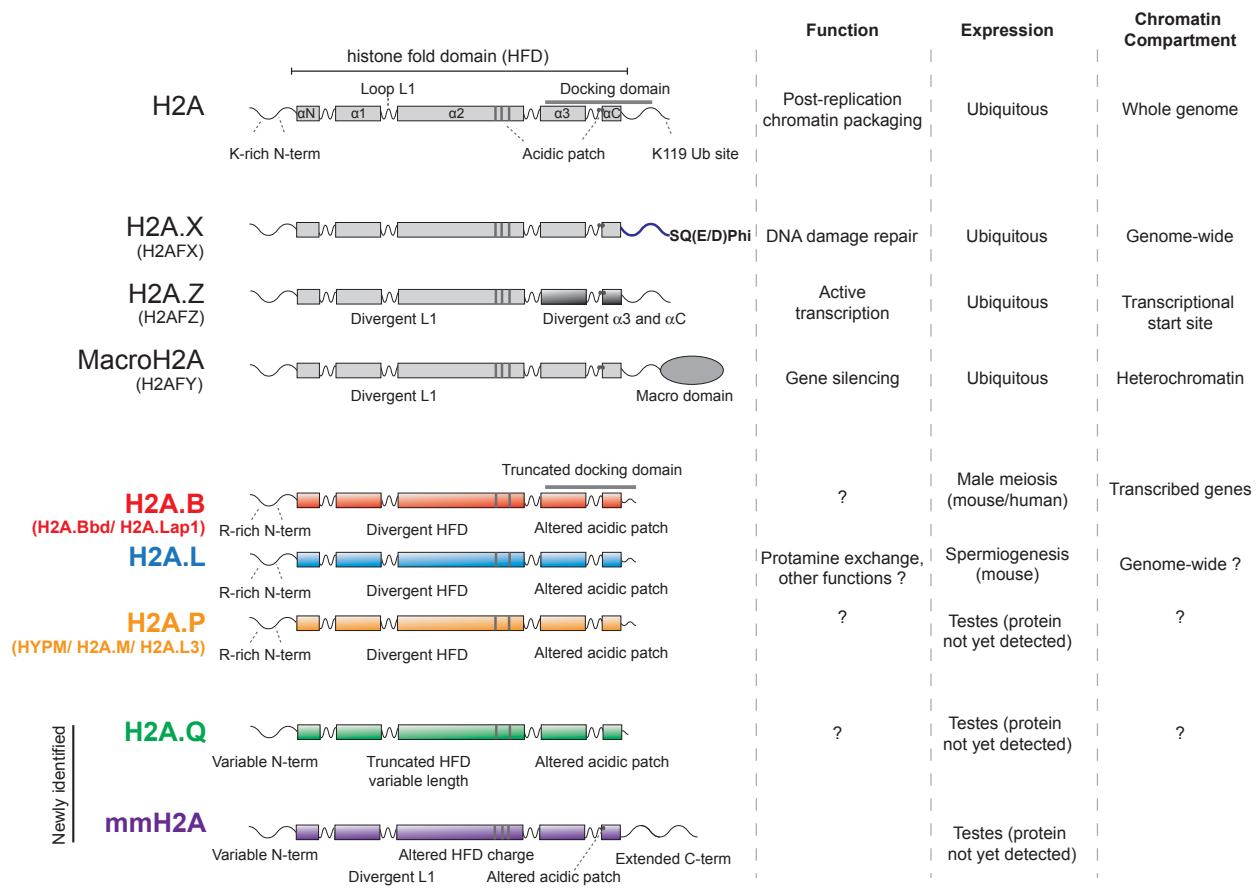 Function
Expression
Chromatin
Compartment
histone fold domain (HFD)
Loop L1
Docking domain
H2A
αN
α1
α2
α3
αC
Post-replication
chromatin packaging
Ubiquitous
Whole genome
K-rich N-term
Acidic patch
K119 Ub site
H2A.X
(H2AFX)
SQ(E/D)Phi
DNA damage repair
Ubiquitous
Genome-wide
H2A.Z
(H2AFZ)
Divergent L1
Divergent α3 and αC
Active
transcription
Ubiquitous
Transcriptional
start site
MacroH2A
(H2AFY)
Divergent L1
Macro domain
Gene silencing
Ubiquitous
Heterochromatin
Truncated docking domain
H2A.B
(H2A.Bbd/ H2A.Lap1)
R-rich N-term
Divergent HFD
Altered acidic patch
?
Male meiosis
(mouse/human)
Transcribed genes
H2A.L
R-rich N-term
Divergent HFD
Altered acidic patch
Protamine exchange,
other functions ?
Spermiogenesis
(mouse)
Genome-wide ?
H2A.P
(HYPM/ H2A.M/ H2A.L3)
R-rich N-term
Divergent HFD
Altered acidic patch
?
Testes (protein
not yet detected)
?
Newly identified
H2A.Q
Variable N-term
Truncated HFD
variable length
Altered acidic patch
?
Testes (protein
not yet detected)
?
mmH2A
Variable N-term
Altered HFD charge
Divergent L1
Altered acidic patch
Extended C-term
Testes (protein
not yet detected)